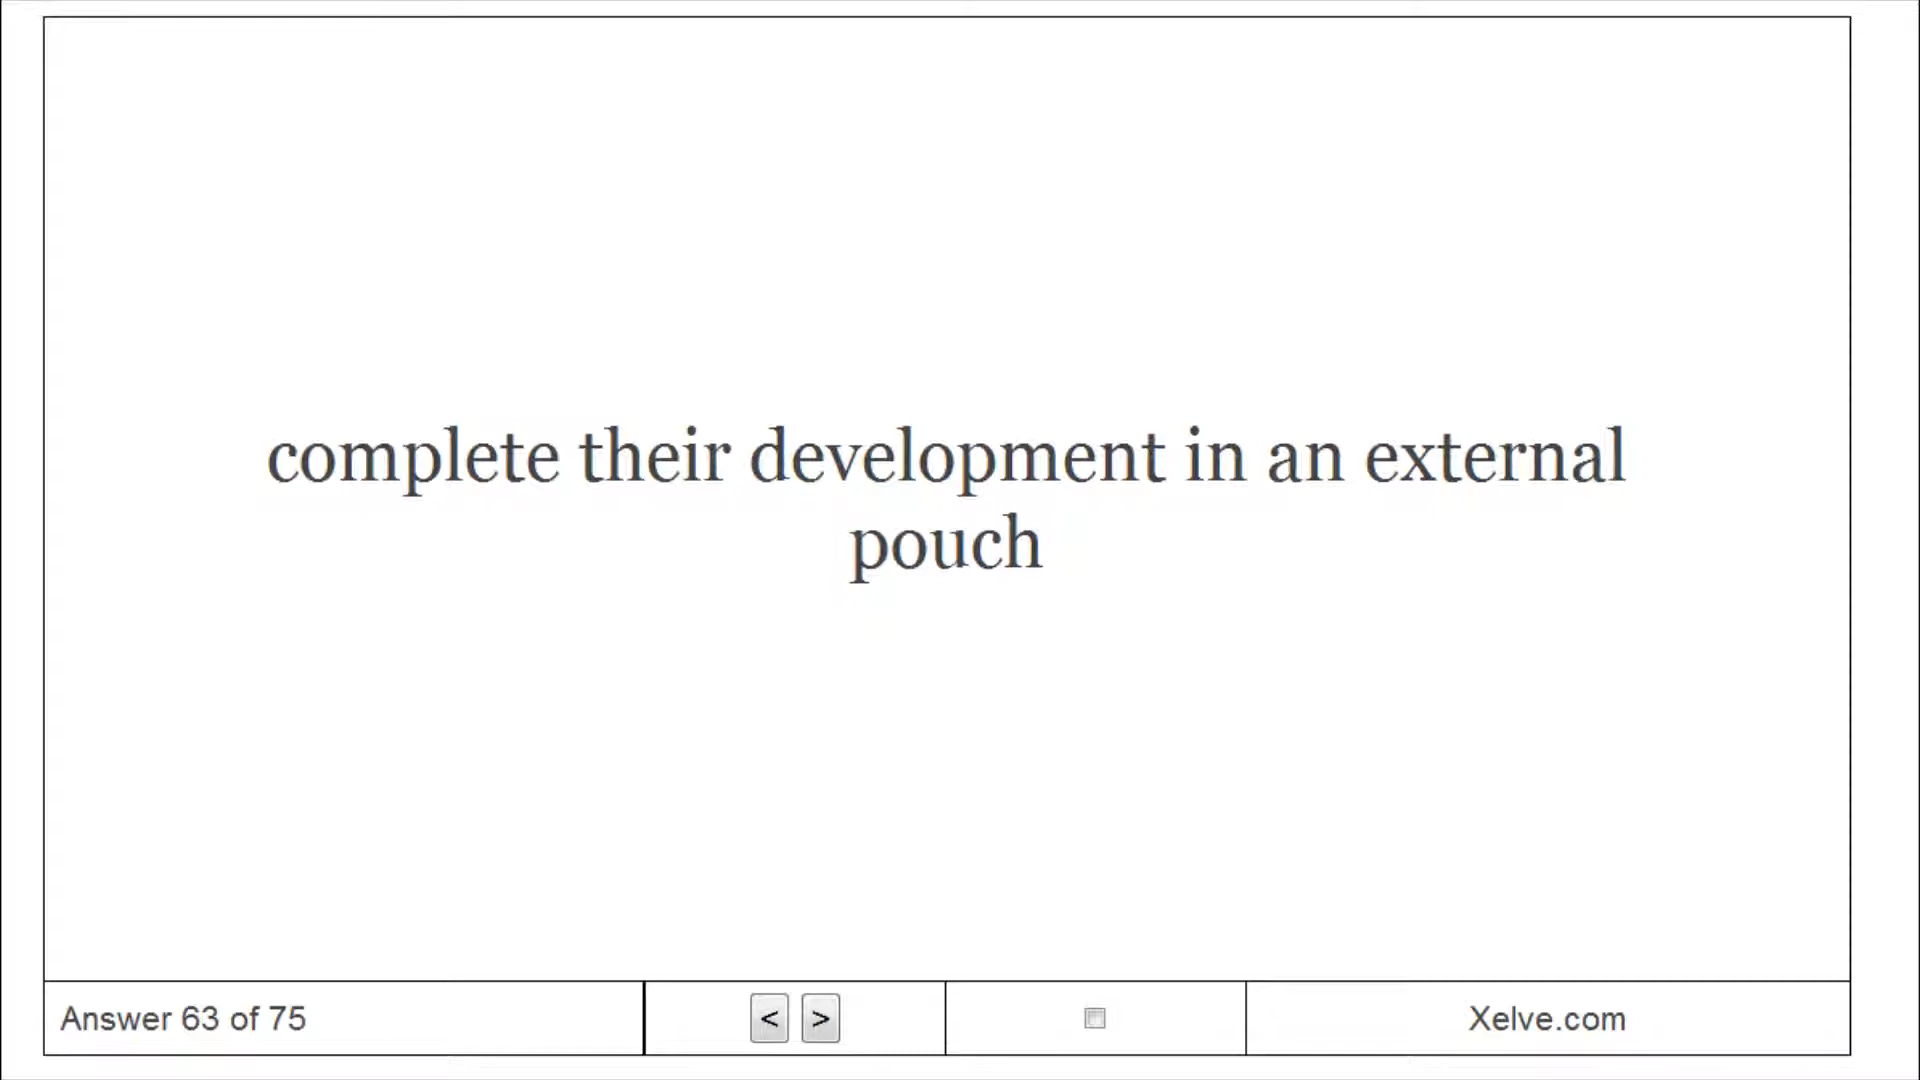 complete their development in an external
pouch
Answer 63 of 75
< >
Xelve.com